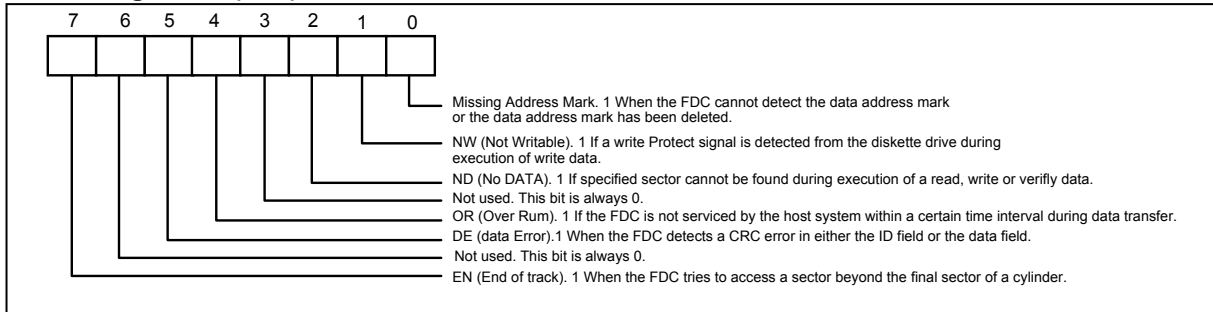 7 6 5 4 3 2 1 0
Missing Address Mark. 1 When the FDC cannot detect the data address mark
or the data address mark has been deleted.
NW (Not Writable). 1 If a write Protect signal is detected from the diskette drive during
execution of write data.
ND (No DATA). 1 If specified sector cannot be found during execution of a read, write or verifly data.
Not used. This bit is always 0.
OR (Over Rum). 1 If the FDC is not serviced by the host system within a certain time interval during data transfer.
DE (data Error).1 When the FDC detects a CRC error in either the ID field or the data field.
Not used. This bit is always 0.
EN (End of track). 1 When the FDC tries to access a sector beyond the final sector of a cylinder.